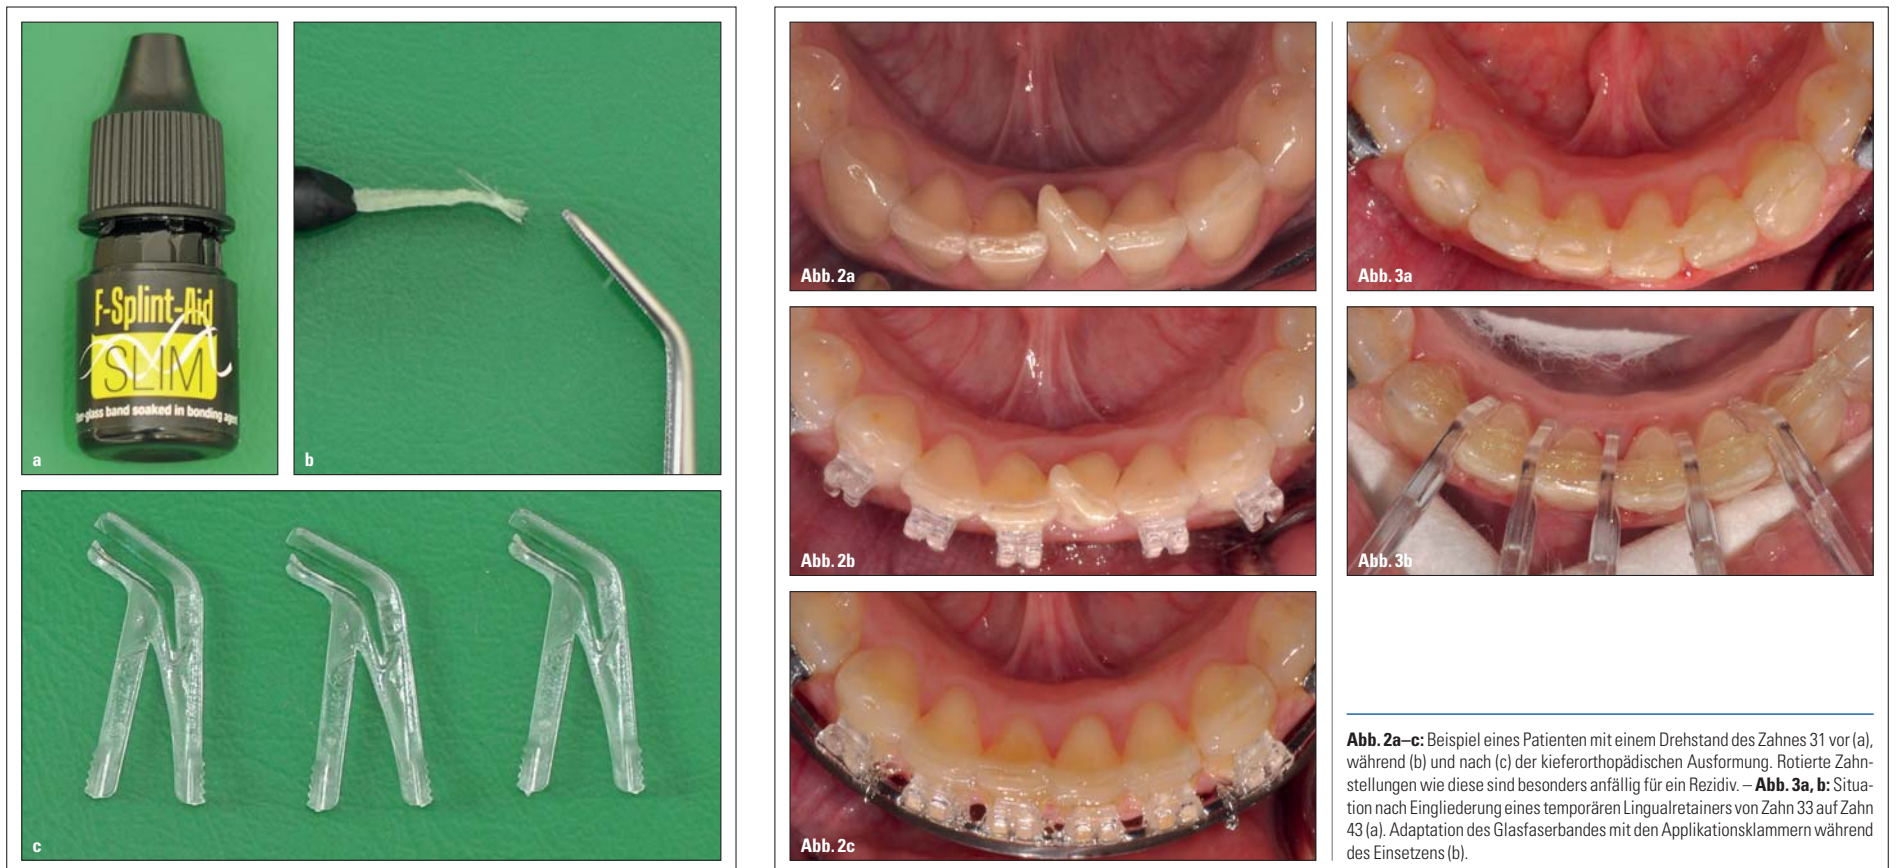 F-Splint-Aid
SLIM
band soaked in bonding
a
b
c
Abb. 2a
Abb. 2b
Abb. 2c
Abb. 3a
Abb. 3b
Abb. 2a–c: Beispiel eines Patienten mit einem Drehstand des Zahnes 31 vor (a),
während (b) und nach (c) der kieferorthopädischen Ausformung. Rotierte Zahn-
stellungen wie diese sind besonders anfällig für ein Rezidiv. – Abb. 3a, b: Situa-
tion nach Eingliederung eines temporären Lingualretainers von Zahn 33 auf Zahn
43 (a). Adaptation des Glasfaserbandes mit den Applikationsklammern während
des Einsetzens (b).